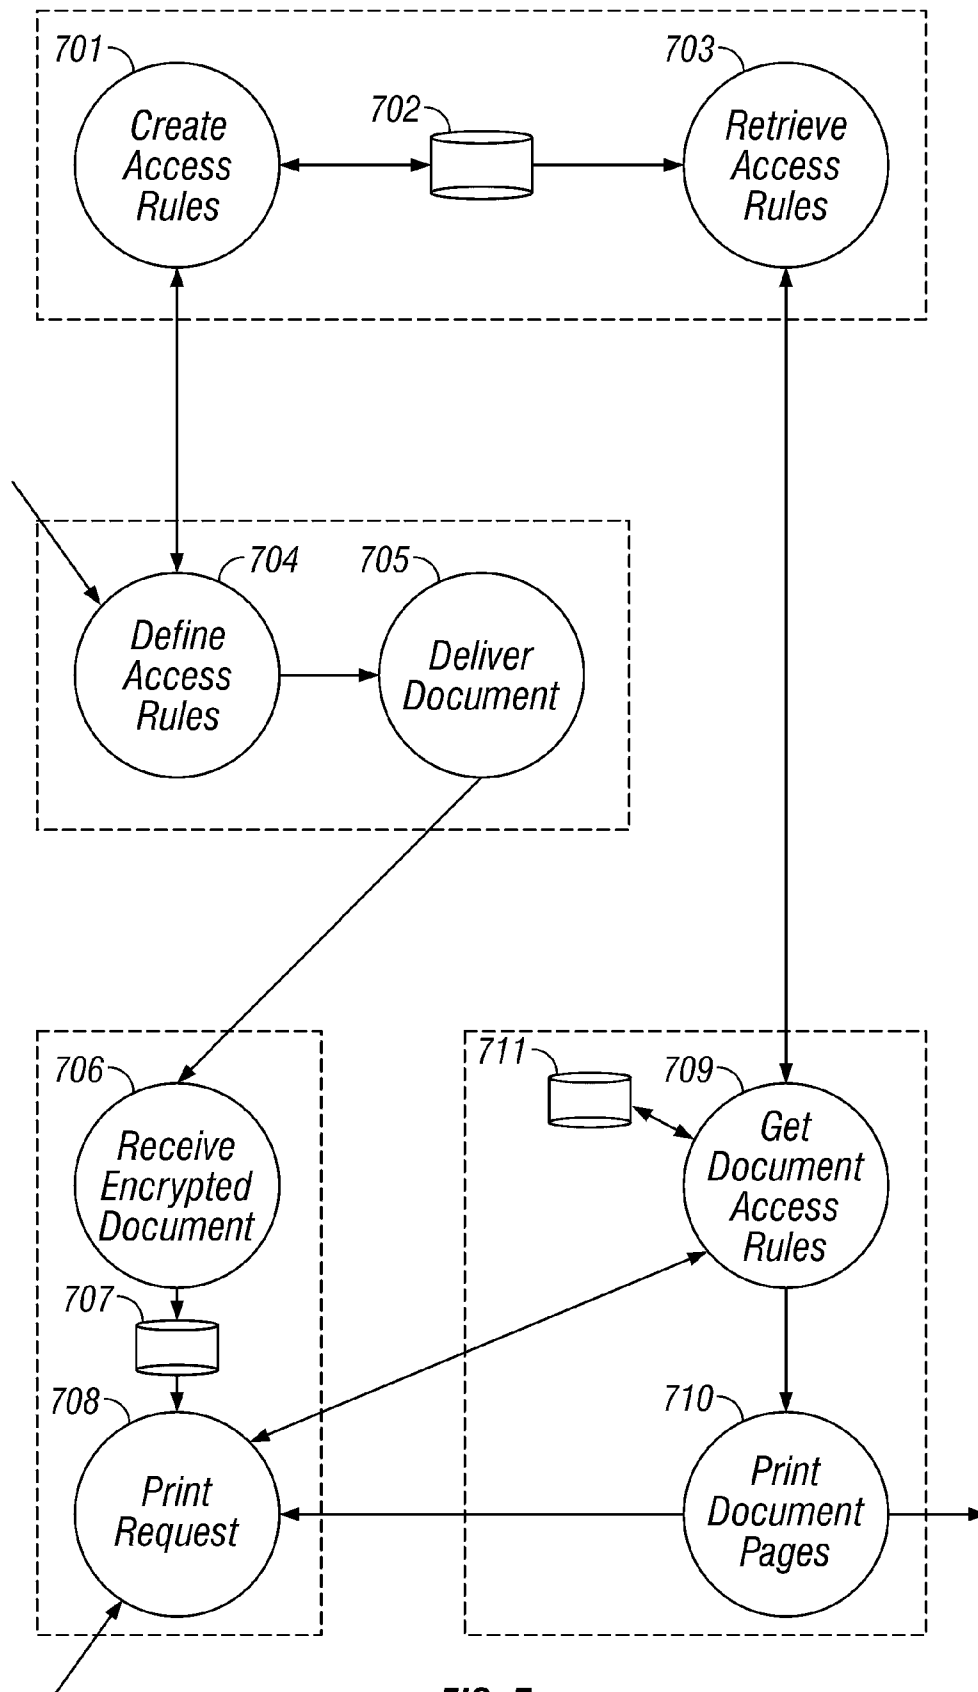 701
Create
Access
Rules
702
703
Retrieve
Access
Rules
704
Define
Access
Rules
705
Deliver
Document
706
Receive
Encrypted
Document
707
708
Print
Request
711
709
Get
Document
Access
Rules
710
Print
Document
Pages